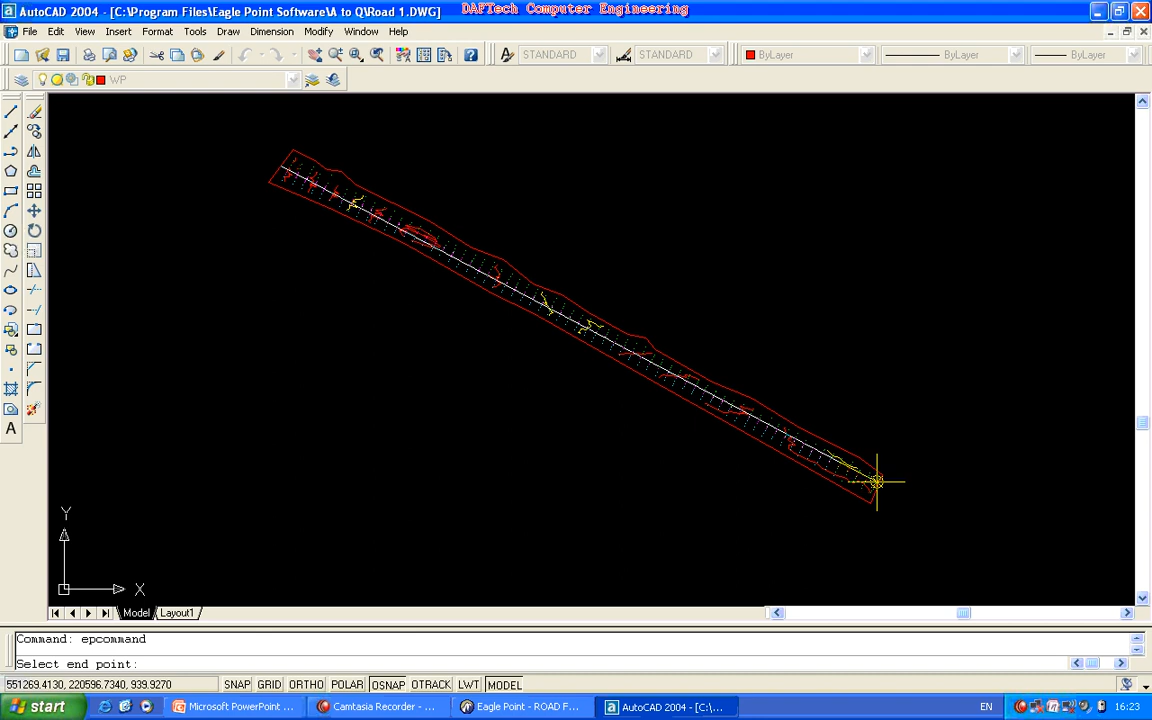 AutoCAD 2004 - [C:\Program Files\Eagle Point Software\A to Q\Road 1.DWG]
DAPTech Computer Engineering
File Edit View Insert Format Tools Draw Dimension Modify Window Help
STANDARD STANDARD ByLayer ByLayer ByLayer
WP
A
Y
X
Model Layout1
Command: epcommand
Select end point:
551269.4130, 220596.7340, 939.9270 SNAP GRID ORTHO POLAR OSNAP OTRACK LWT MODEL
start Microsoft PowerPoint ... Camtasia Recorder - ... Eagle Point - ROAD F... AutoCAD 2004 - [C:\... EN 16:23